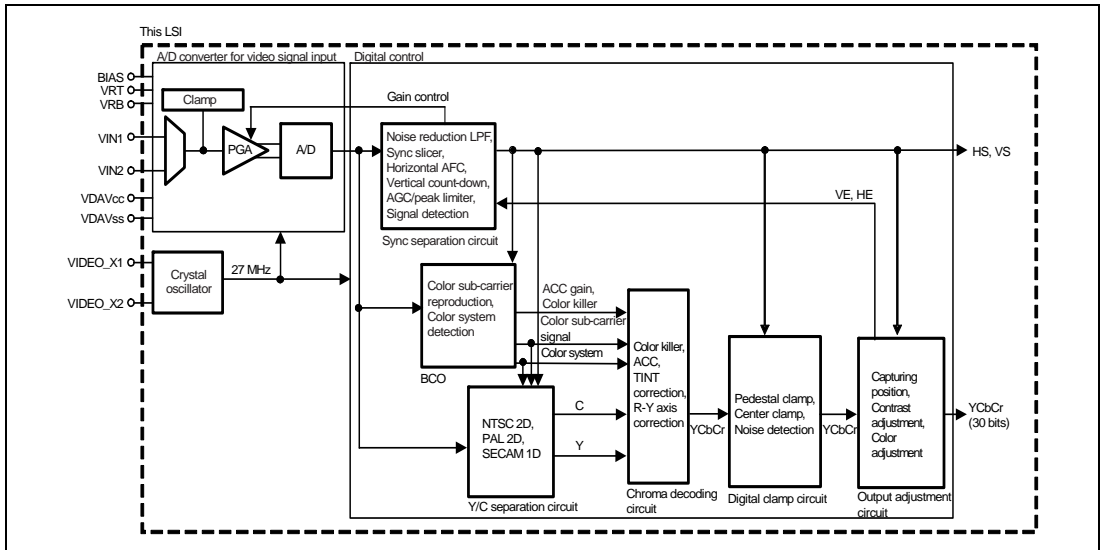 This LSI
A/D converter for video signal input
Digital control
BIAS
VRT
VRB
VIN1
VIN2
VDAVcc
VDAVss
VIDEO_X1
VIDEO_X2
Clamp
PGA
A/D
Gain control
Noise reduction LPF,
Sync slicer,
Horizontal AFC,
Vertical count-down,
AGC/peak limiter,
Signal detection
Sync separation circuit
HS, VS
VE, HE
Crystal
oscillator
27 MHz
Color sub-carrier
reproduction,
Color system
detection
BCO
ACC gain,
Color killer
Color sub-carrier
signal
Color system
NTSC 2D,
PAL 2D,
SECAM 1D
Y/C separation circuit
C
Y
Color killer,
ACC,
TINT
correction,
R-Y axis
correction
Chroma decoding
circuit
YCbCr
Pedestal clamp,
Center clamp,
Noise detection
Digital clamp circuit
YCbCr
Capturing
position,
Contrast
adjustment,
Color
adjustment
Output adjustment
circuit
YCbCr
(30 bits)